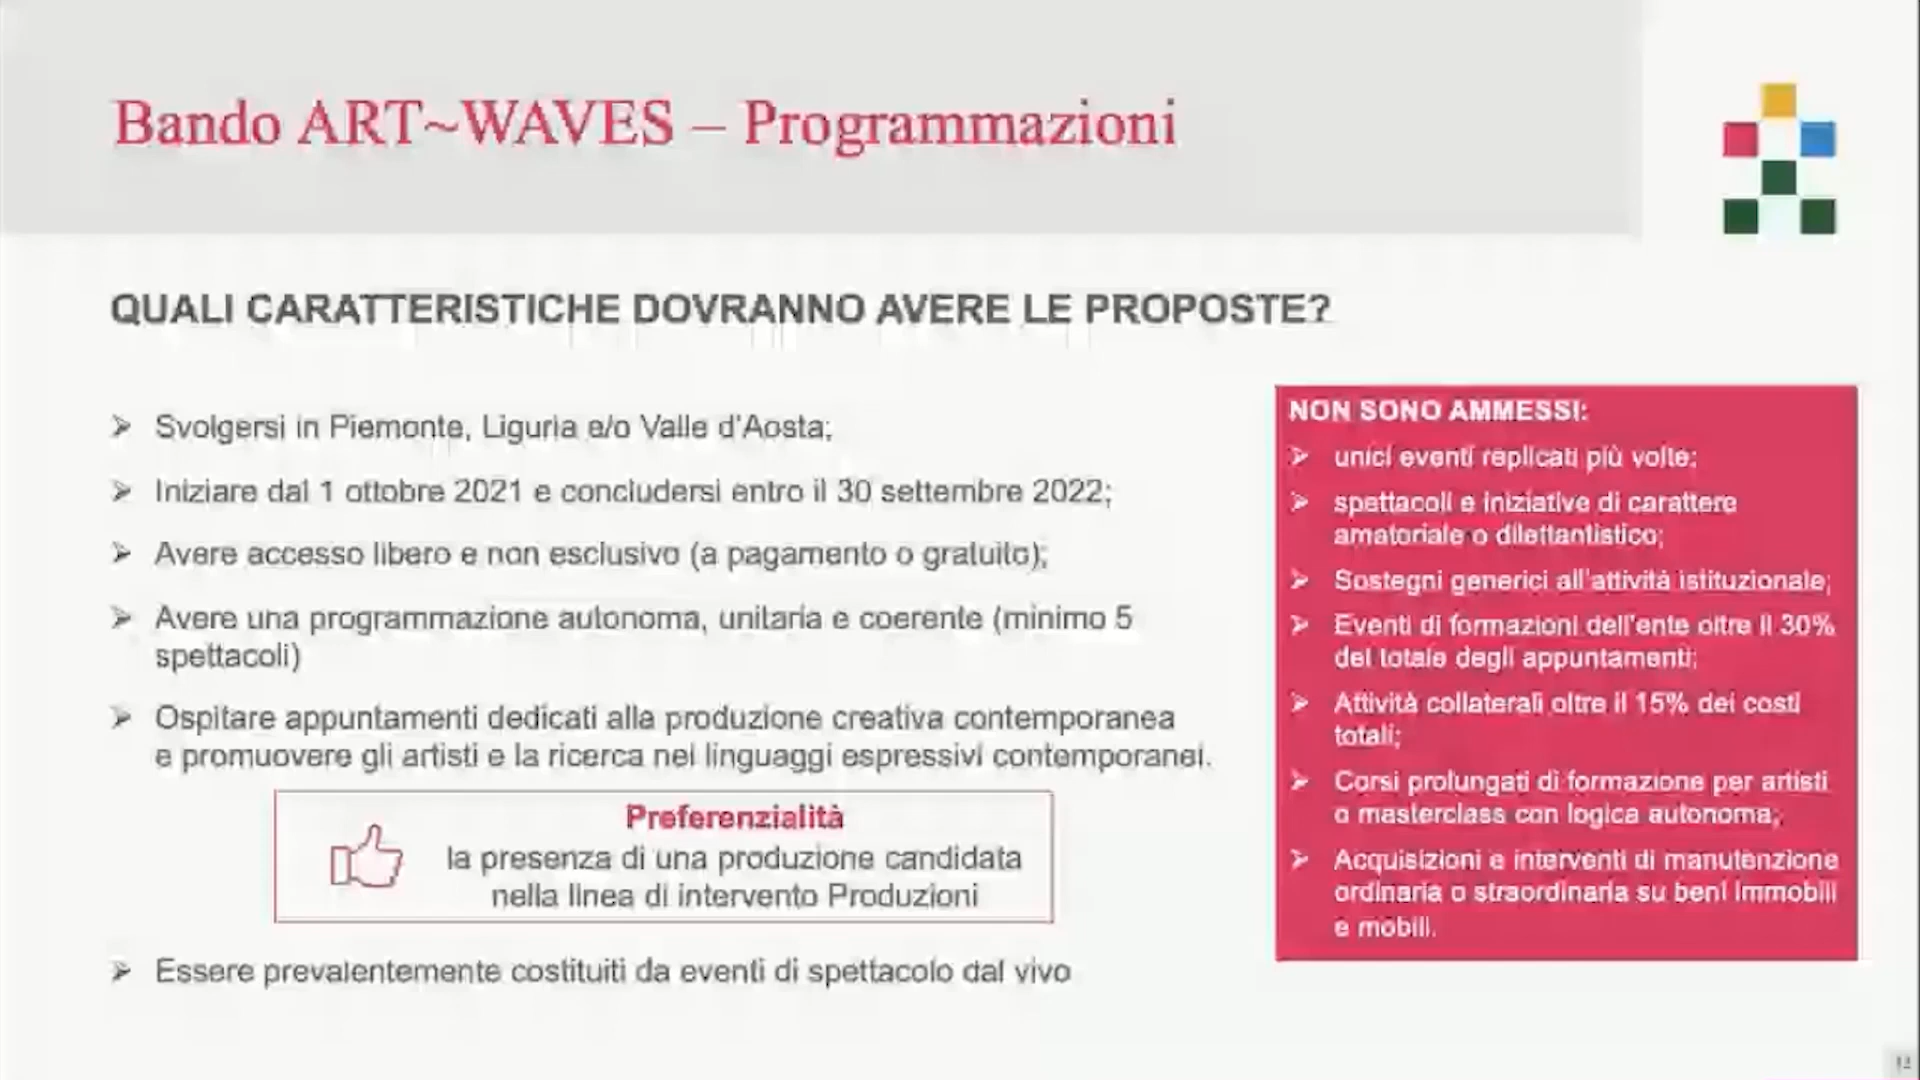 Bando ART~WAVES – Programmazioni
QUALI CARATTERISTICHE DOVRANNO AVERE LE PROPOSTE?
➢ Svolgersi in Piemonte, Liguria e/o Valle d'Aosta;
➢ Iniziare dal 1 ottobre 2021 e concludersi entro il 30 settembre 2022;
➢ Avere accesso libero e non esclusivo (a pagamento o gratuito);
➢ Avere una programmazione autonoma, unitaria e coerente (minimo 5
spettacoli)
➢ Ospitare appuntamenti dedicati alla produzione creativa contemporanea
e promuovere gli artisti e la ricerca nei linguaggi espressivi contemporanei.
Preferenzialità
la presenza di una produzione candidata
nella linea di intervento Produzioni
➢ Essere prevalentemente costituiti da eventi di spettacolo dal vivo
NON SONO AMMESSI:
➢ unici eventi replicati più volte;
➢ spettacoli e iniziative di carattere
amatoriale o dilettantistico;
➢ Sostegni generici all'attività istituzionale;
➢ Eventi di formazioni dell'ente oltre il 30%
del totale degli appuntamenti;
➢ Attività collaterali oltre il 15% dei costi
totali;
➢ Corsi prolungati di formazione per artisti
o masterclass con logica autonoma;
➢ Acquisizioni e interventi di manutenzione
ordinaria o straordinaria su beni immobili
e mobili.